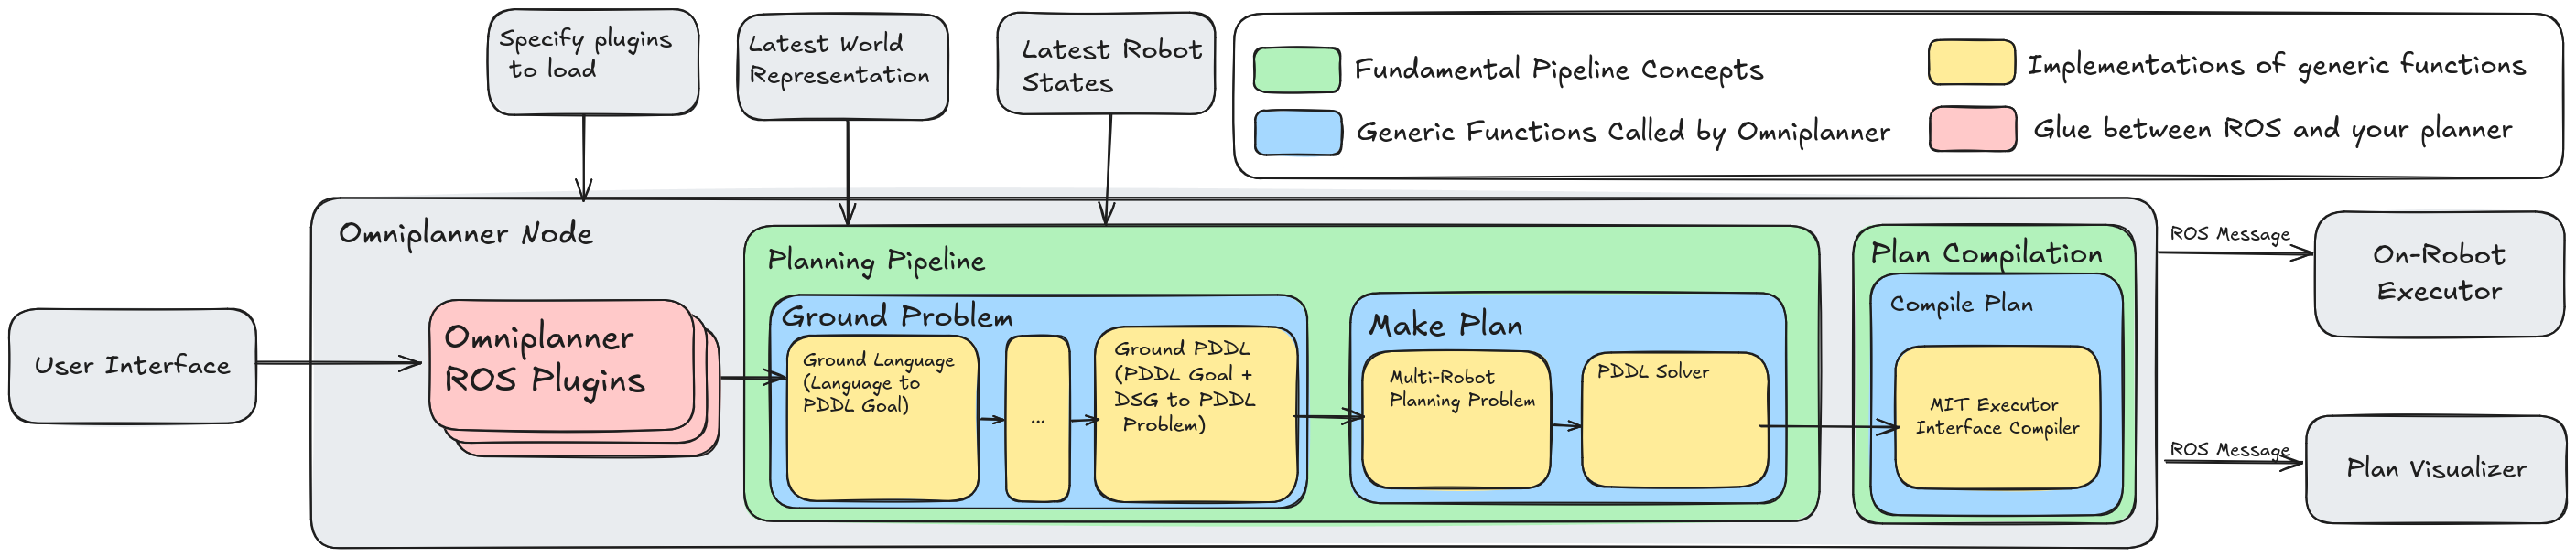 Specify plugins
to load
Latest World
Representation
Latest Robot
States
Fundamental Pipeline Concepts
Generic Functions Called by Omniplanner
Implementations of generic functions
Glue between ROS and your planner
Omniplanner Node
User Interface
Omniplanner
ROS Plugins
Planning Pipeline
Ground Problem
Ground Language
(Language to
PDDL Goal)
...
Ground PDDL
(PDDL Goal +
DSG to PDDL
Problem)
Make Plan
Multi-Robot
Planning Problem
PDDL Solver
Plan Compilation
Compile Plan
MIT Executor
Interface Compiler
ROS Message
On-Robot
Executor
ROS Message
Plan Visualizer